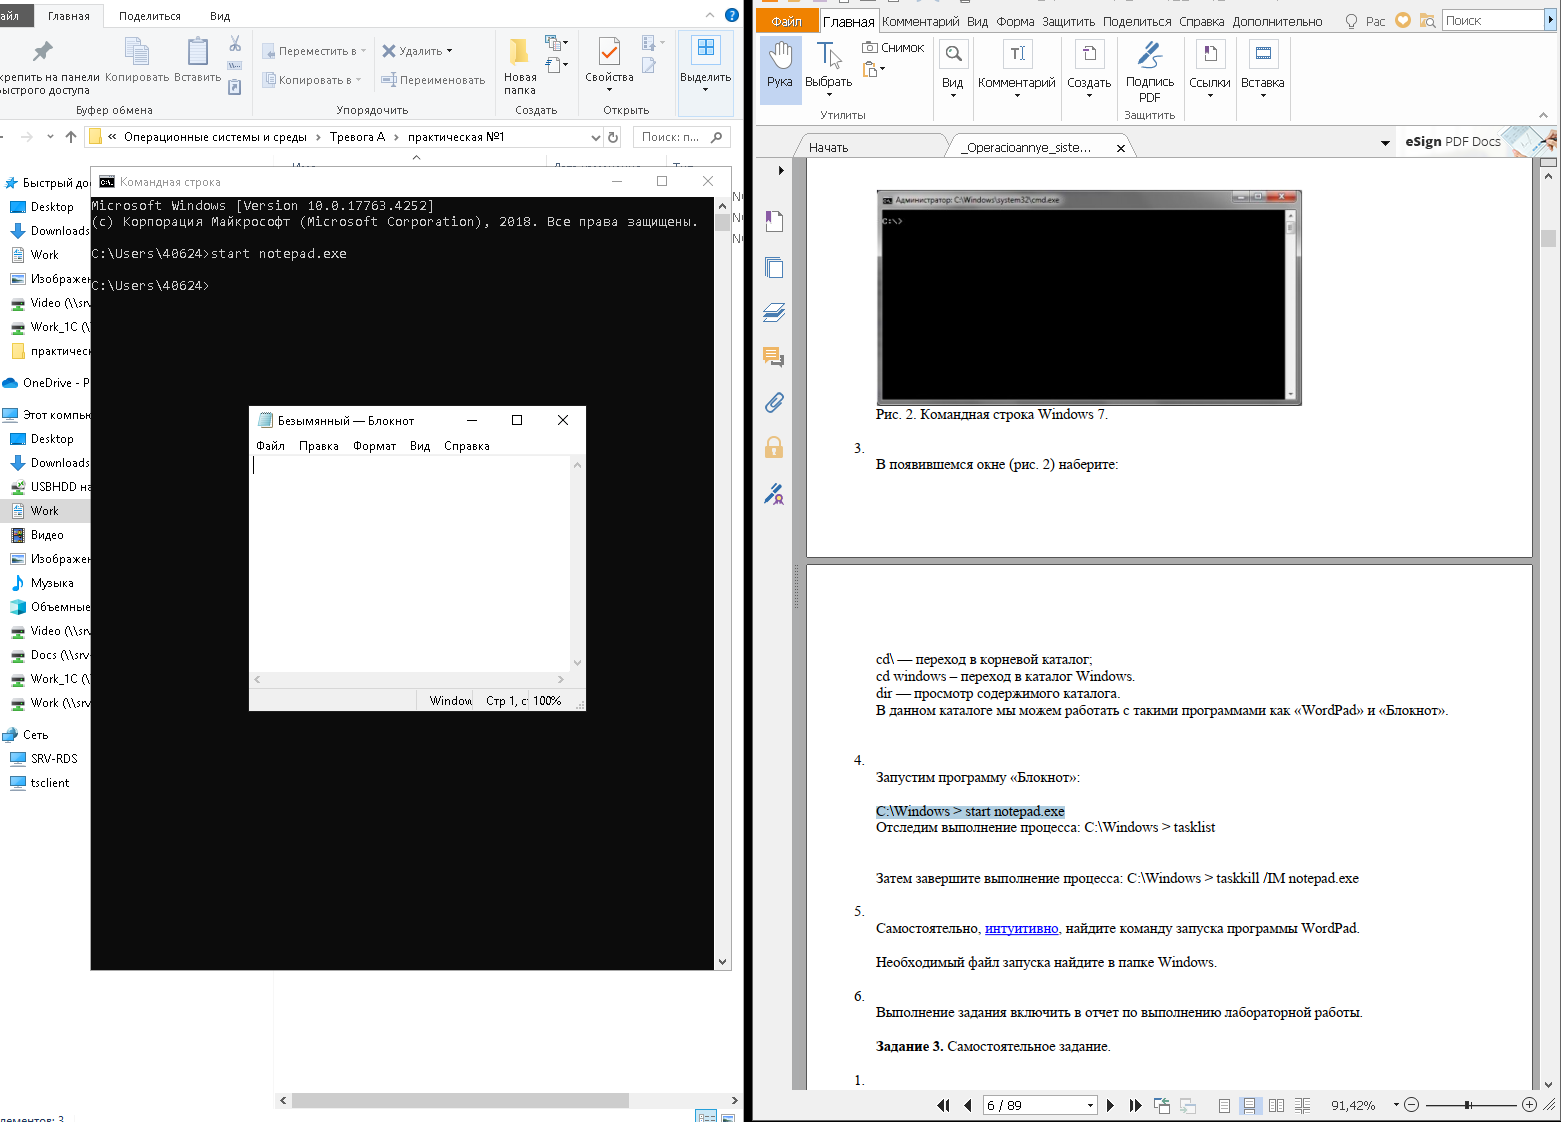 айл
Главная
Поделиться
Вид
крепить на панели
ыстрого доступа
Копировать
Вставить
Переместить в
Копировать в
Удалить
Переименовать
Новая
папка
Свойства
Выделить
Буфер обмена
Упорядочить
Создать
Открыть
« Операционные системы и среды > Тревога А > практическая №1
Поиск: п...
Быстрый до
Desktop
Downloads
Work
Изображен
Video (\\srv
Work_1C (\
практическ
OneDrive - P
Этот компь
Desktop
Downloads
USBHDD на
Work
Видео
Изображен
Музыка
Объемные
Video (\\srv
Docs (\\srv
Work_1C (\
Work (\\srv
Сеть
SRV-RDS
tsclient
лементов: 3
Командная строка
Microsoft Windows [Version 10.0.17763.4252]
(c) Корпорация Майкрософт (Microsoft Corporation), 2018. Все права защищены.
C:\Users\40624>start notepad.exe
C:\Users\40624>
Безымянный — Блокнот
Файл Правка Формат Вид Справка
Window Стр 1, с 100%
Файл Главная Комментарий Вид Форма Защитить Поделиться Справка Дополнительно
Рас
Поиск
Рука
Выбрать
Снимок
Вид
Комментарий
Создать
Подпись
PDF
Ссылки
Вставка
Утилиты
Защитить
Начать
_Operacioannye_siste...
eSign PDF Docs
Администратор: C:\Windows\system32\cmd.exe
C:\>
Рис. 2. Командная строка Windows 7.
3.
В появившемся окне (рис. 2) наберите:
cd\ — переход в корневой каталог;
cd windows – переход в каталог Windows.
dir — просмотр содержимого каталога.
В данном каталоге мы можем работать с такими программами как «WordPad» и «Блокнот».
4.
Запустим программу «Блокнот»:
C:\Windows > start notepad.exe
Отследим выполнение процесса: C:\Windows > tasklist
Затем завершите выполнение процесса: C:\Windows > taskkill /IM notepad.exe
5.
Самостоятельно, интуитивно, найдите команду запуска программы WordPad.
Необходимый файл запуска найдите в папке Windows.
6.
Выполнение задания включить в отчет по выполнению лабораторной работы.
Задание 3. Самостоятельное задание.
1.
6 / 89
91,42%